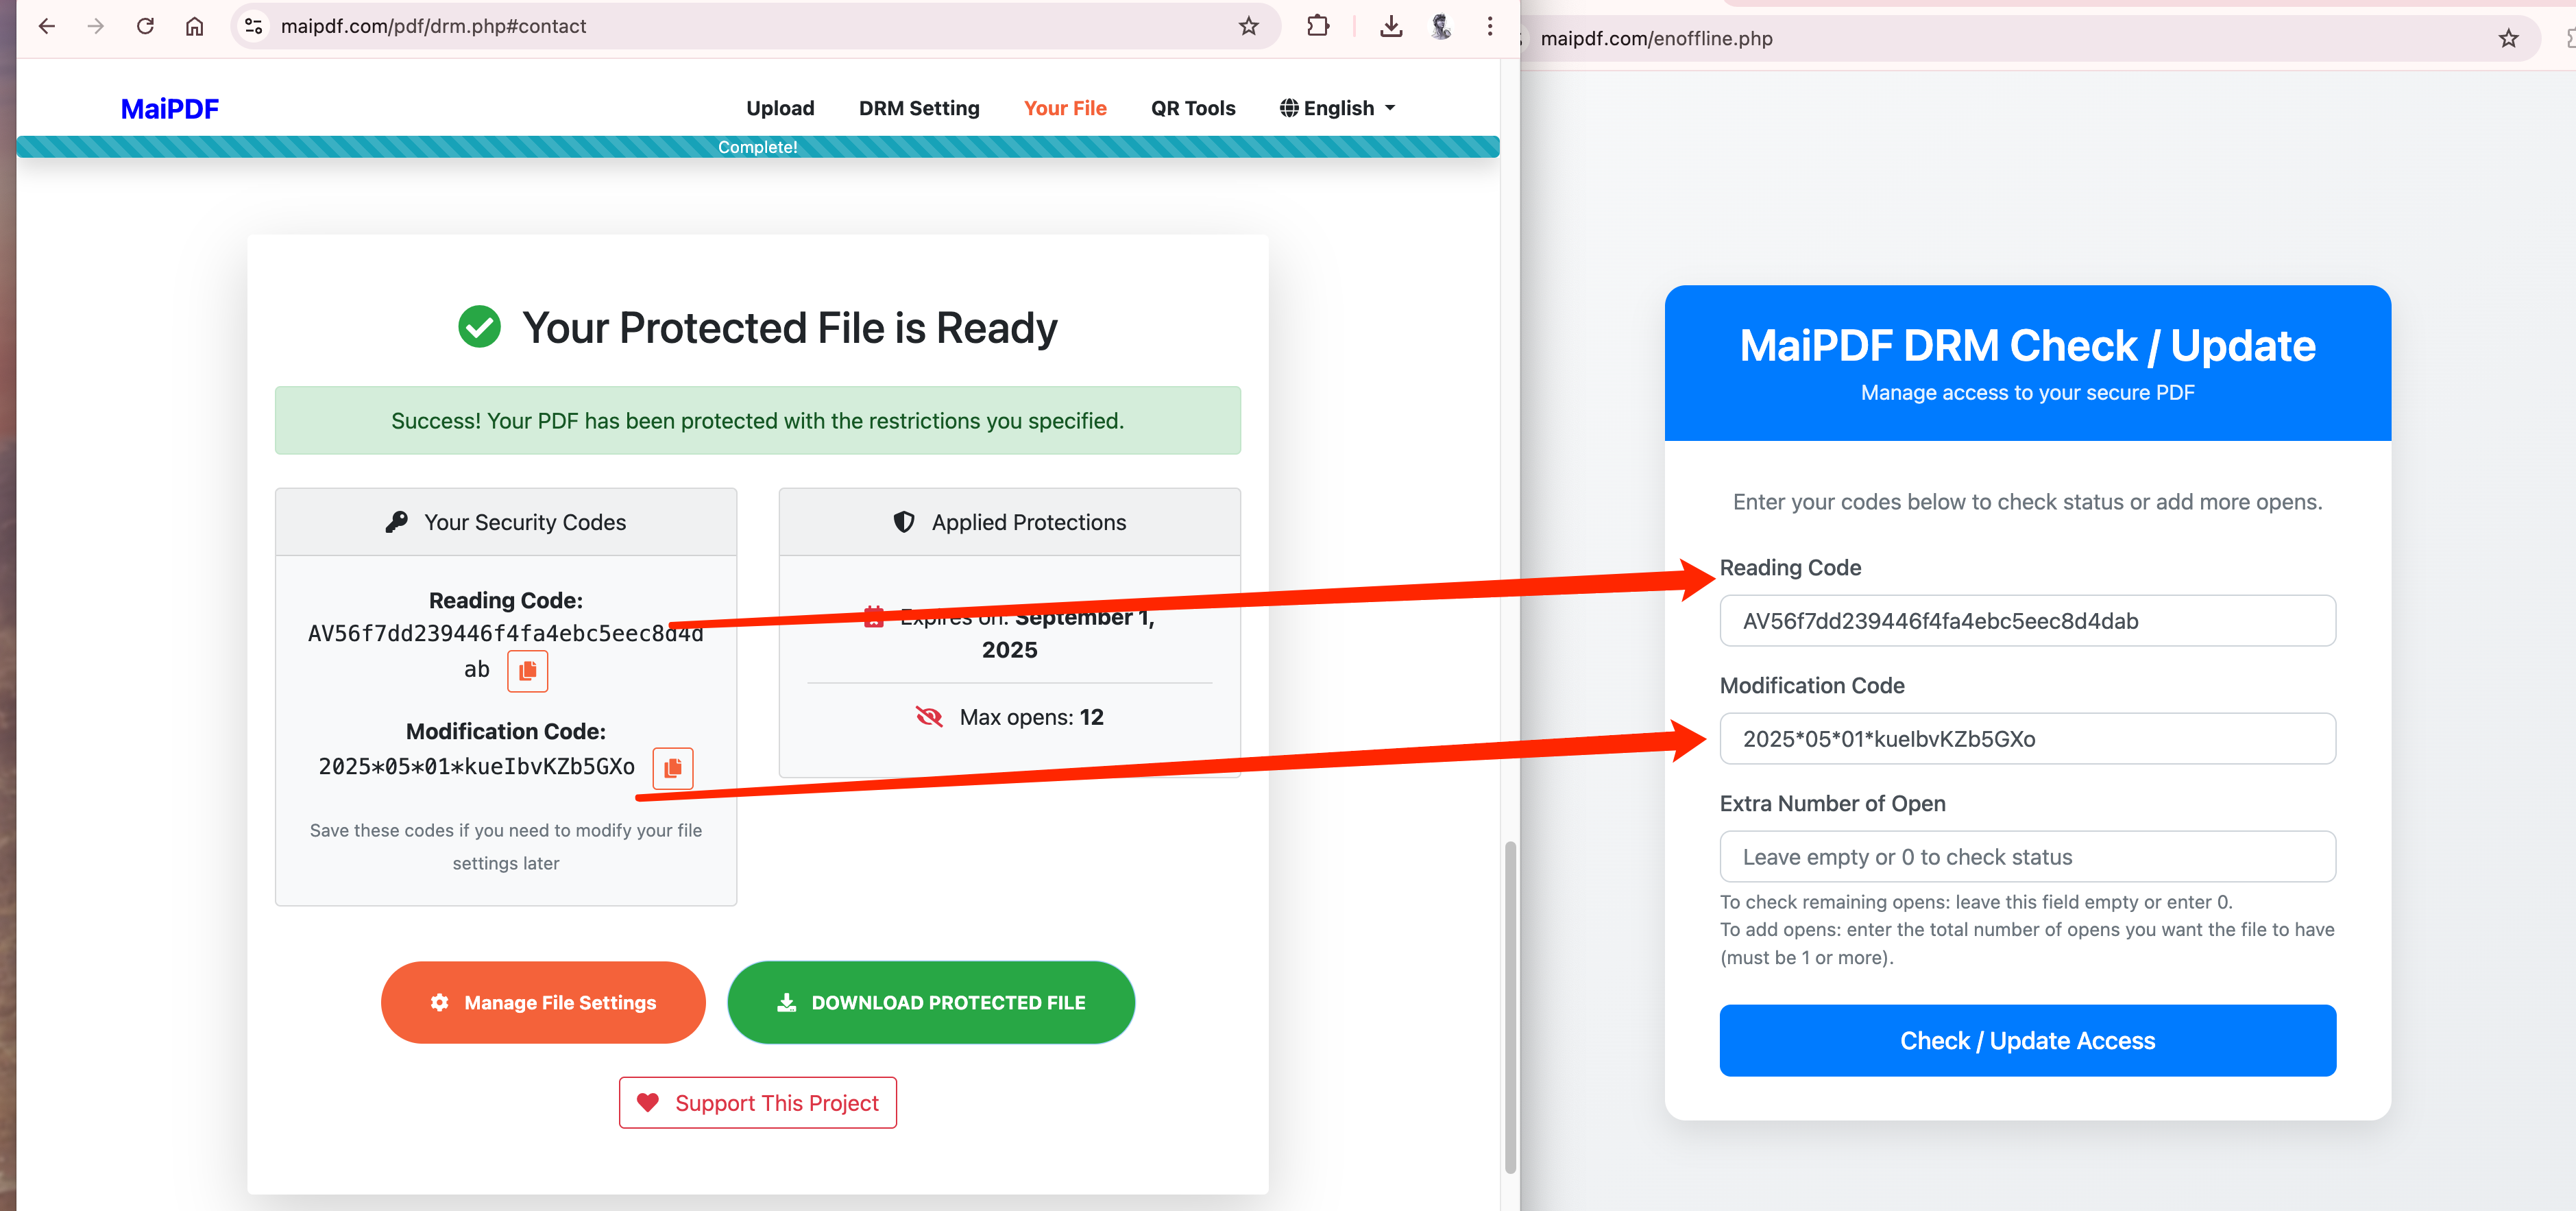 maipdf.com/pdf/drm.php#contact
MaiPDF
Upload
DRM Setting
Your File
QR Tools
English
Complete!
Your Protected File is Ready
Success! Your PDF has been protected with the restrictions you specified.
Your Security Codes
Reading Code:
AV56f7dd239446f4fa4ebc5eec8d4d
ab
Modification Code:
2025*05*01*kueIbvKZb5GXo
Save these codes if you need to modify your file
settings later
Applied Protections
Expires on: September 1,
2025
Max opens: 12
Manage File Settings
DOWNLOAD PROTECTED FILE
Support This Project
maipdf.com/enoffline.php
MaiPDF DRM Check / Update
Manage access to your secure PDF
Enter your codes below to check status or add more opens.
Reading Code
AV56f7dd239446f4fa4ebc5eec8d4dab
Modification Code
2025*05*01*kueIbvKZb5GXo
Extra Number of Open
Leave empty or 0 to check status
To check remaining opens: leave this field empty or enter 0.
To add opens: enter the total number of opens you want the file to have
(must be 1 or more).
Check / Update Access